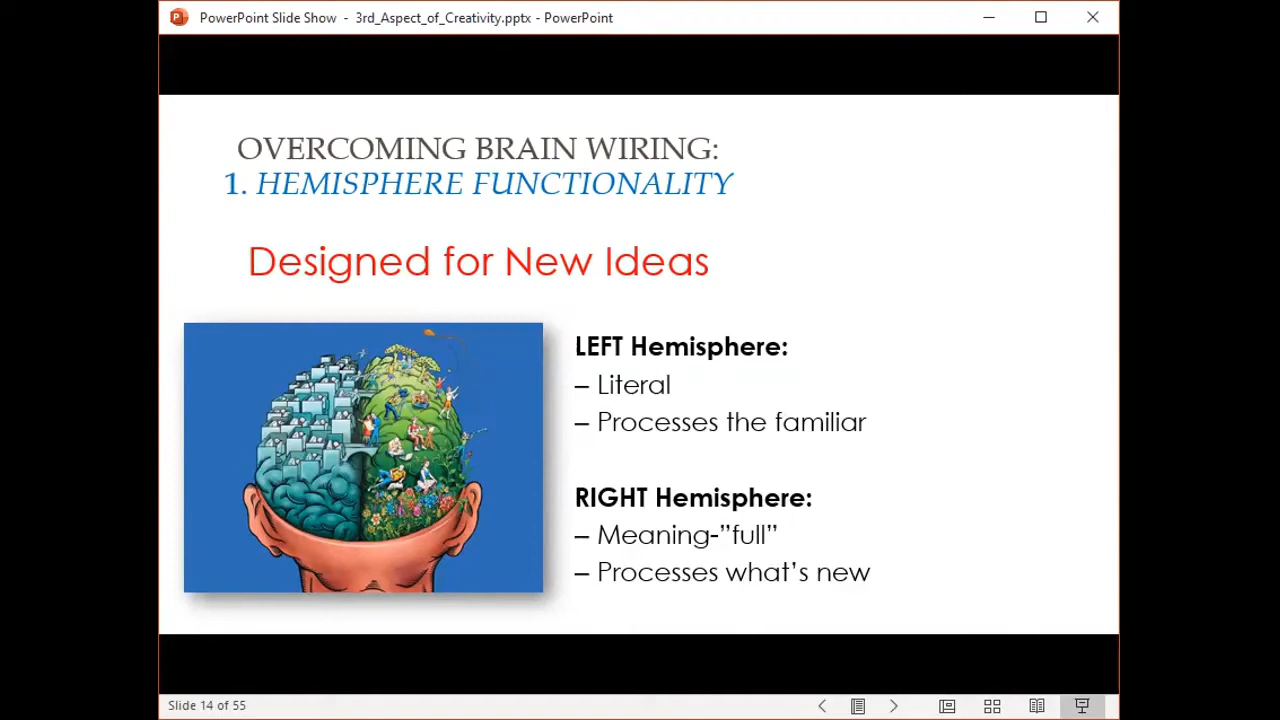 PowerPoint Slide Show - 3rd_Aspect_of_Creativity.pptx - PowerPoint
OVERCOMING BRAIN WIRING:
1. HEMISPHERE FUNCTIONALITY
Designed for New Ideas
LEFT Hemisphere:
– Literal
– Processes the familiar
RIGHT Hemisphere:
– Meaning-”full”
– Processes what’s new
Slide 14 of 55